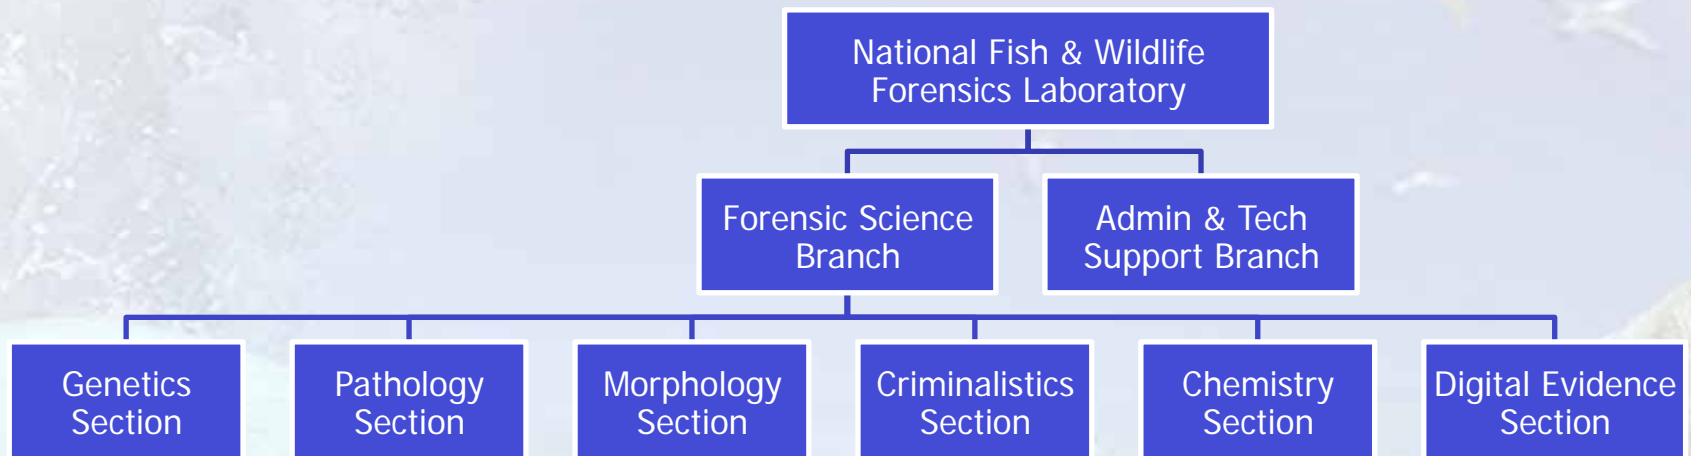 National Fish & Wildlife
Forensics Laboratory
Forensic Science
Branch
Admin & Tech
Support Branch
Genetics
Section
Pathology
Section
Morphology
Section
Criminalistics
Section
Chemistry
Section
Digital Evidence
Section